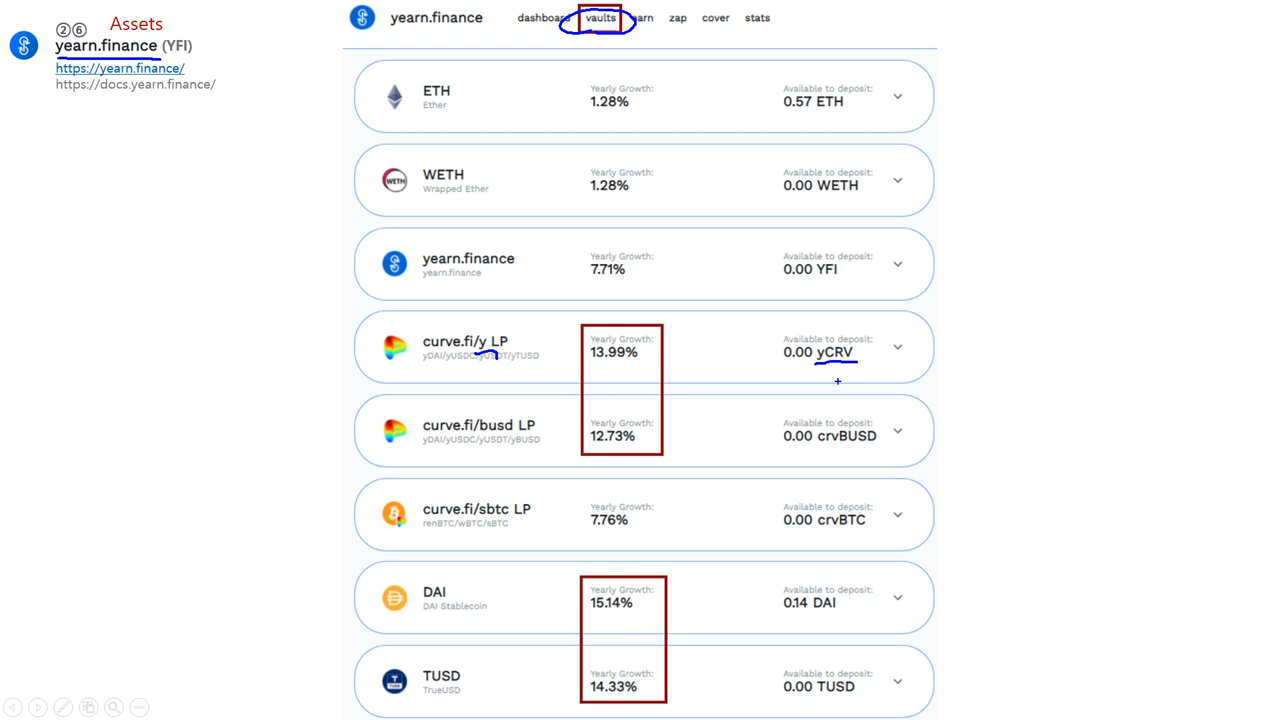 ②⑥ Assets
yearn.finance (YFI)
https://yearn.finance/
https://docs.yearn.finance/
yearn.finance dashboard vaults earn zap cover stats
ETH
Ether
Yearly Growth:
1.28%
Available to deposit:
0.57 ETH
WETH
WETH
Wrapped Ether
Yearly Growth:
1.28%
Available to deposit:
0.00 WETH
yearn.finance
yearn.finance
Yearly Growth:
7.71%
Available to deposit:
0.00 YFI
curve.fi/y LP
yDAI/yUSDC/yUSDT/yTUSD
Yearly Growth:
13.99%
Available to deposit:
0.00 yCRV
curve.fi/busd LP
yDAI/yUSDC/yUSDT/yBUSD
Yearly Growth:
12.73%
Available to deposit:
0.00 crvBUSD
curve.fi/sbtc LP
renBTC/wBTC/sBTC
Yearly Growth:
7.76%
Available to deposit:
0.00 crvBTC
DAI
DAI Stablecoin
Yearly Growth:
15.14%
Available to deposit:
0.14 DAI
TUSD
TrueUSD
Yearly Growth:
14.33%
Available to deposit:
0.00 TUSD